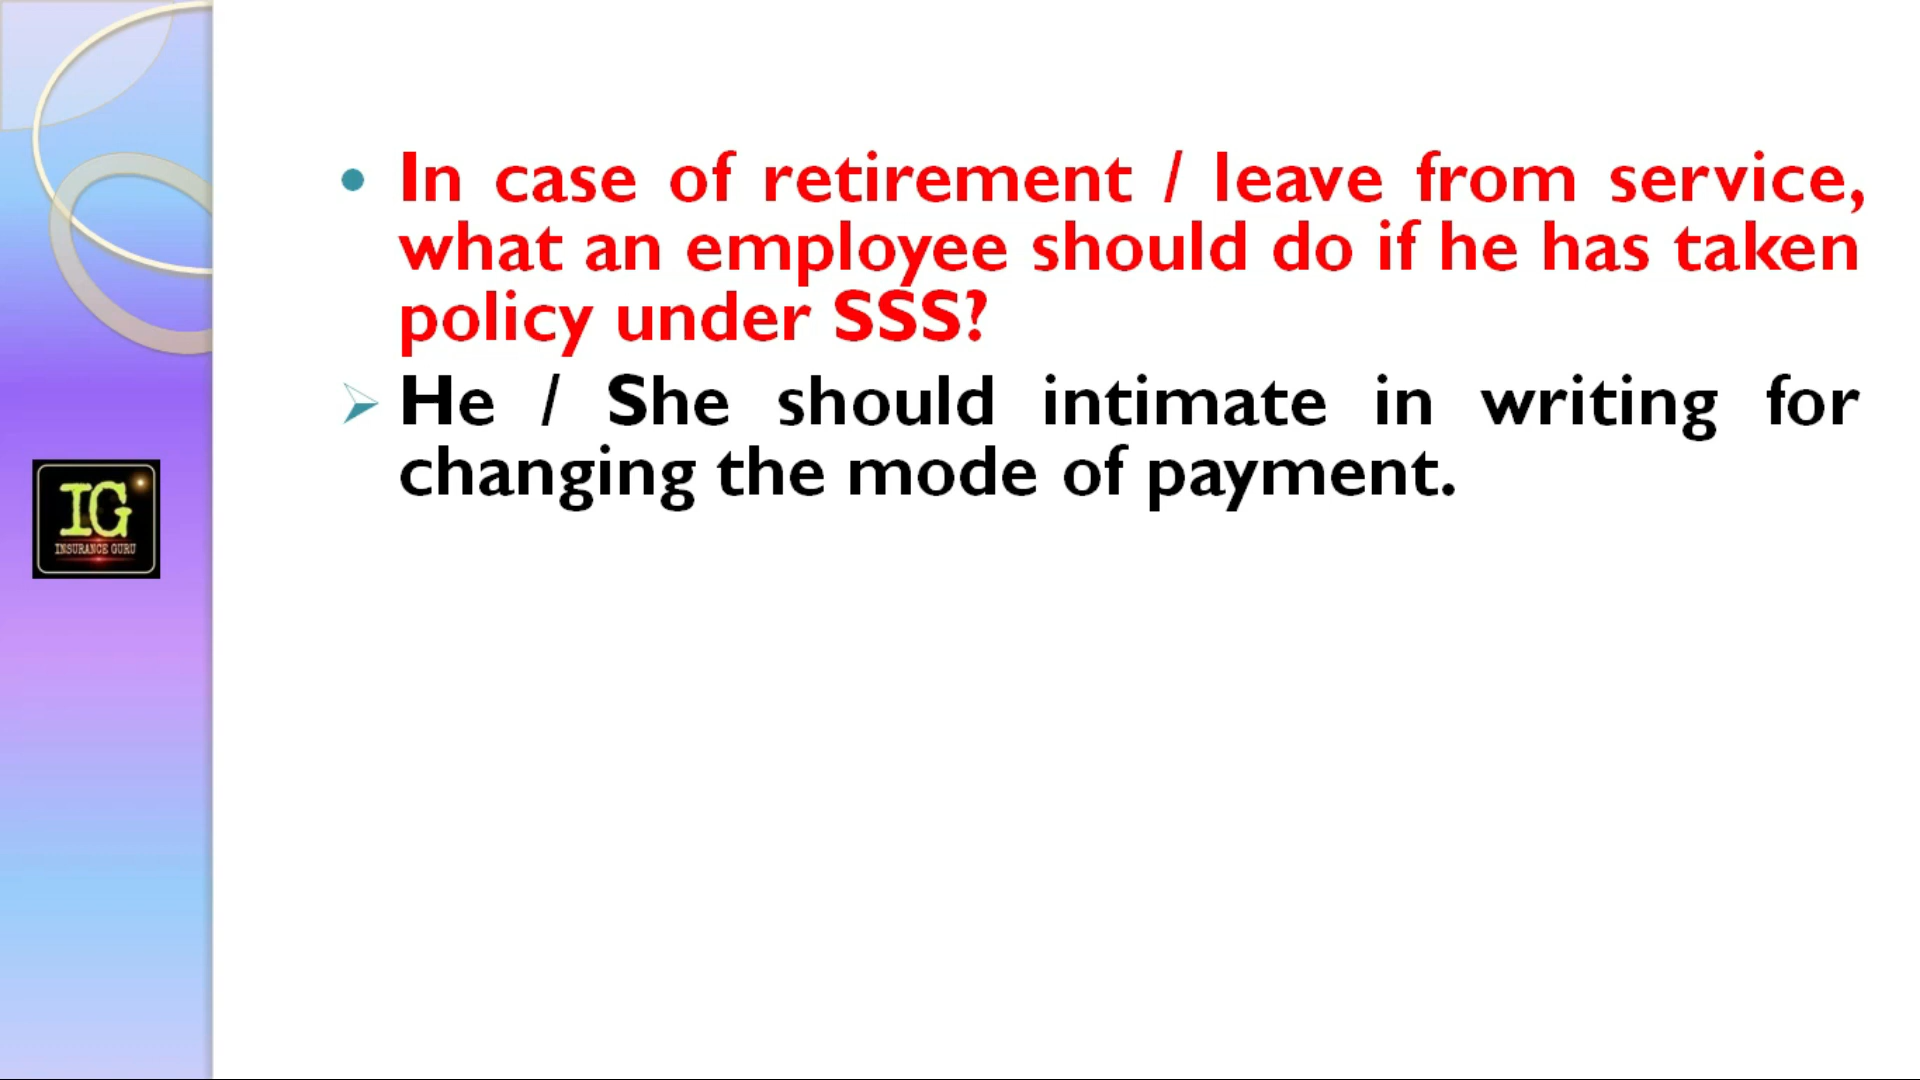 In case of retirement / leave from service,
what an employee should do if he has taken
policy under SSS?
He / She should intimate in writing for
changing the mode of payment.
IG
INSURANCE GURU